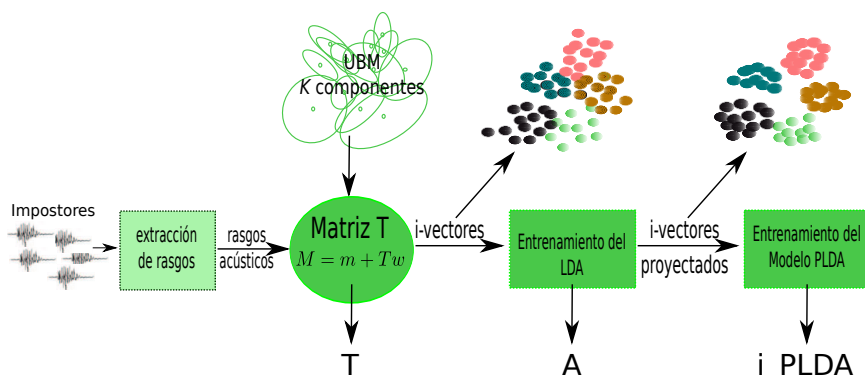 UBM
K componentes
Impostores
extracción
de rasgos
rasgos
acústicos
Matriz T
M = m + Tw
i-vectores
Entrenamiento del
LDA
i-vectores
proyectados
Entrenamiento del
Modelo PLDA
T
A
i PLDA